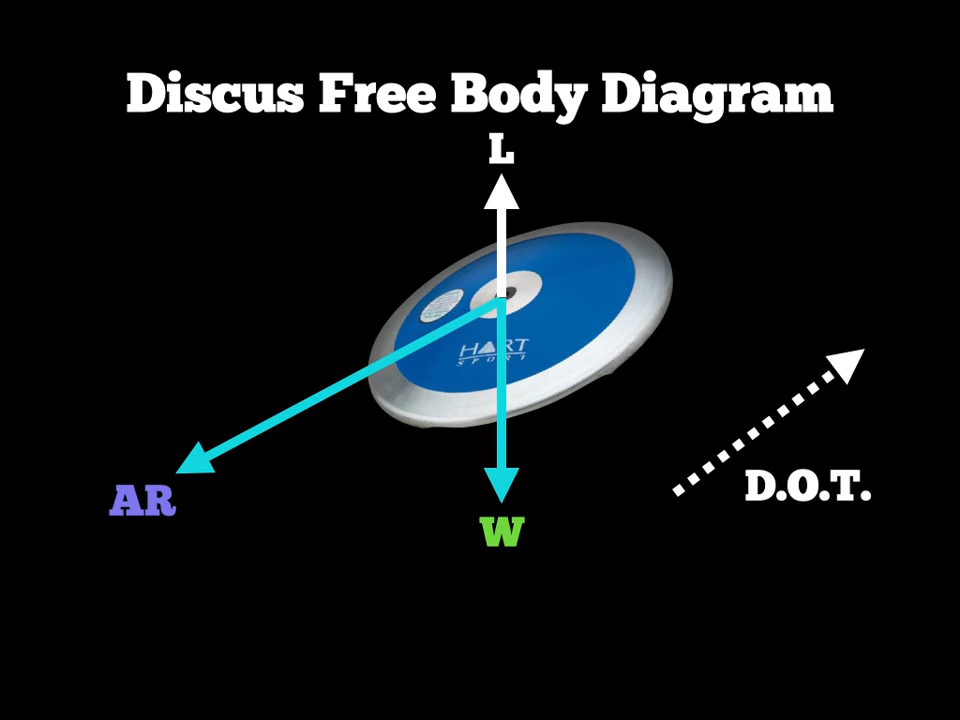 Discus Free Body Diagram
L
HART
SPORT
AR
D.O.T.
W